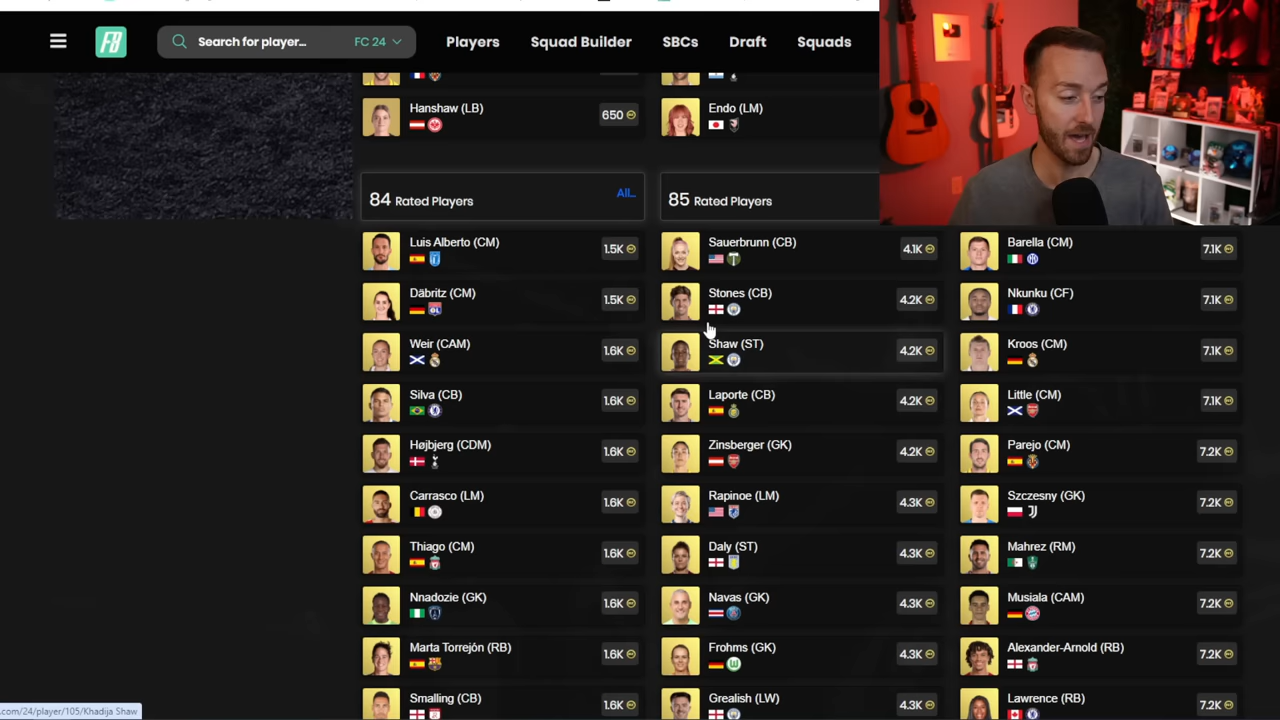 FB
Search for player...
FC 24
Players
Squad Builder
SBCs
Draft
Squads
Hanshaw (LB)
650
Endo (LM)
84 Rated Players
All...
85 Rated Players
Luis Alberto (CM)
1.5K
Sauerbrunn (CB)
4.1K
Barella (CM)
7.1K
Däbritz (CM)
1.5K
Stones (CB)
4.2K
Nkunku (CF)
7.1K
Weir (CAM)
1.6K
Shaw (ST)
4.2K
Kroos (CM)
7.1K
Silva (CB)
1.6K
Laporte (CB)
4.2K
Little (CM)
7.1K
Højbjerg (CDM)
1.6K
Zinsberger (GK)
4.2K
Parejo (CM)
7.2K
Carrasco (LM)
1.6K
Rapinoe (LM)
4.3K
Szczesny (GK)
7.2K
Thiago (CM)
1.6K
Daly (ST)
4.3K
Mahrez (RM)
7.2K
Nnadozie (GK)
1.6K
Navas (GK)
4.3K
Musiala (CAM)
7.2K
Marta Torrejón (RB)
1.6K
Frohms (GK)
4.3K
Alexander-Arnold (RB)
7.2K
Smalling (CB)
1.6K
Grealish (LW)
4.3K
Lawrence (RB)
7.2K
.com/24/player/105/Khadija Shaw